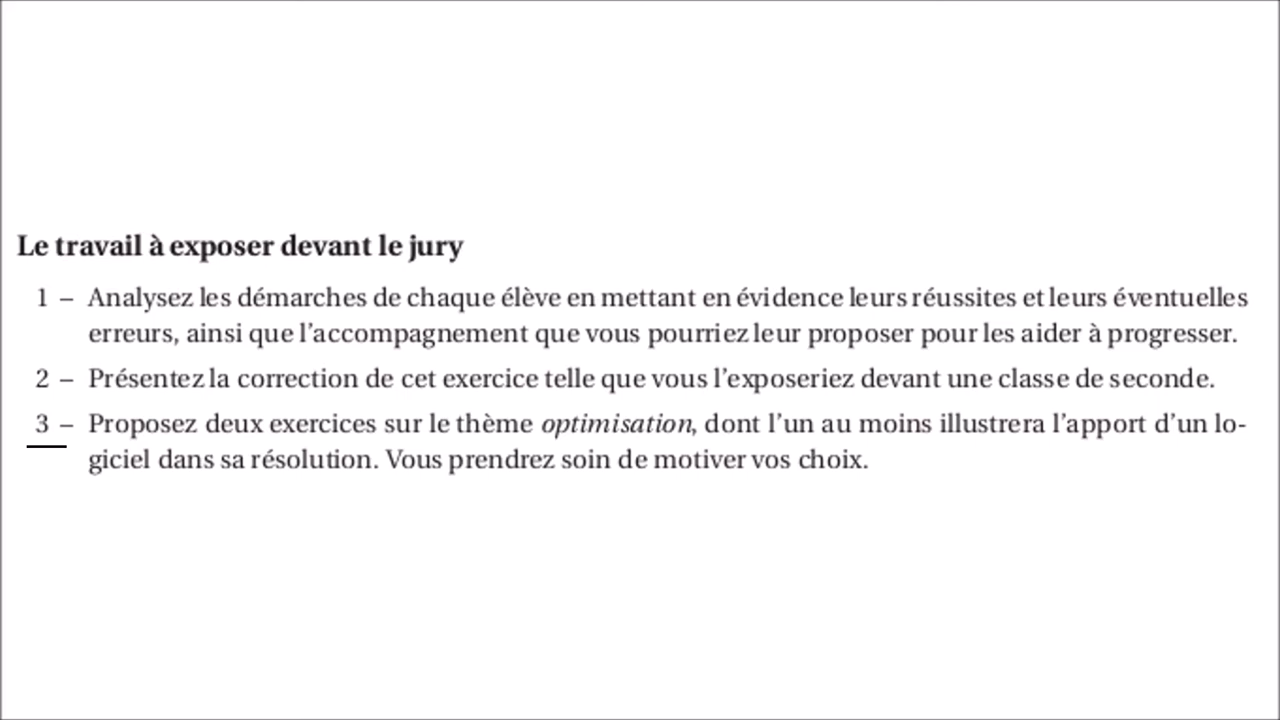 Le travail à exposer devant le jury
1 – Analysez les démarches de chaque élève en mettant en évidence leurs réussites et leurs éventuelles
erreurs, ainsi que l'accompagnement que vous pourriez leur proposer pour les aider à progresser.
2 – Présentez la correction de cet exercice telle que vous l'exposeriez devant une classe de seconde.
3 – Proposez deux exercices sur le thème optimisation, dont l'un au moins illustrera l'apport d'un lo-
giciel dans sa résolution. Vous prendrez soin de motiver vos choix.